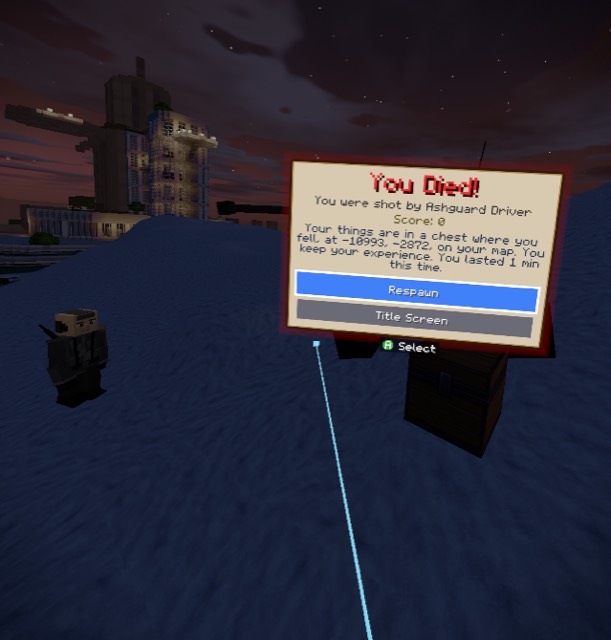 You Died!
You were shot by Ashguard Driver
Score: 0
Your things are in a chest where you
fell, at -10993, -2872, on your map. You
keep your experience. You lasted 1 min
this time.
Respawn
Title Screen
A Select